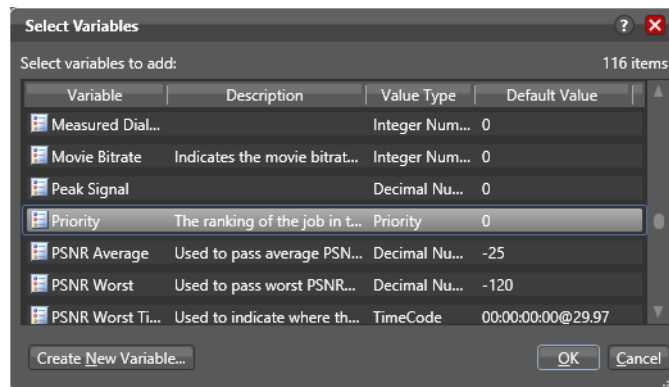 Select Variables ?
Select variables to add: 116 items
Variable Description Value Type Default Value
Measured Dial... Integer Num... 0
Movie Bitrate Indicates the movie bitrat... Integer Num... 0
Peak Signal Decimal Nu... 0
Priority The ranking of the job in t... Priority 0
PSNR Average Used to pass average PSN... Decimal Nu... -25
PSNR Worst Used to pass worst PSNR... Decimal Nu... -120
PSNR Worst Ti... Used to indicate where th... TimeCode 00:00:00:00@29.97
Create New Variable... OK Cancel